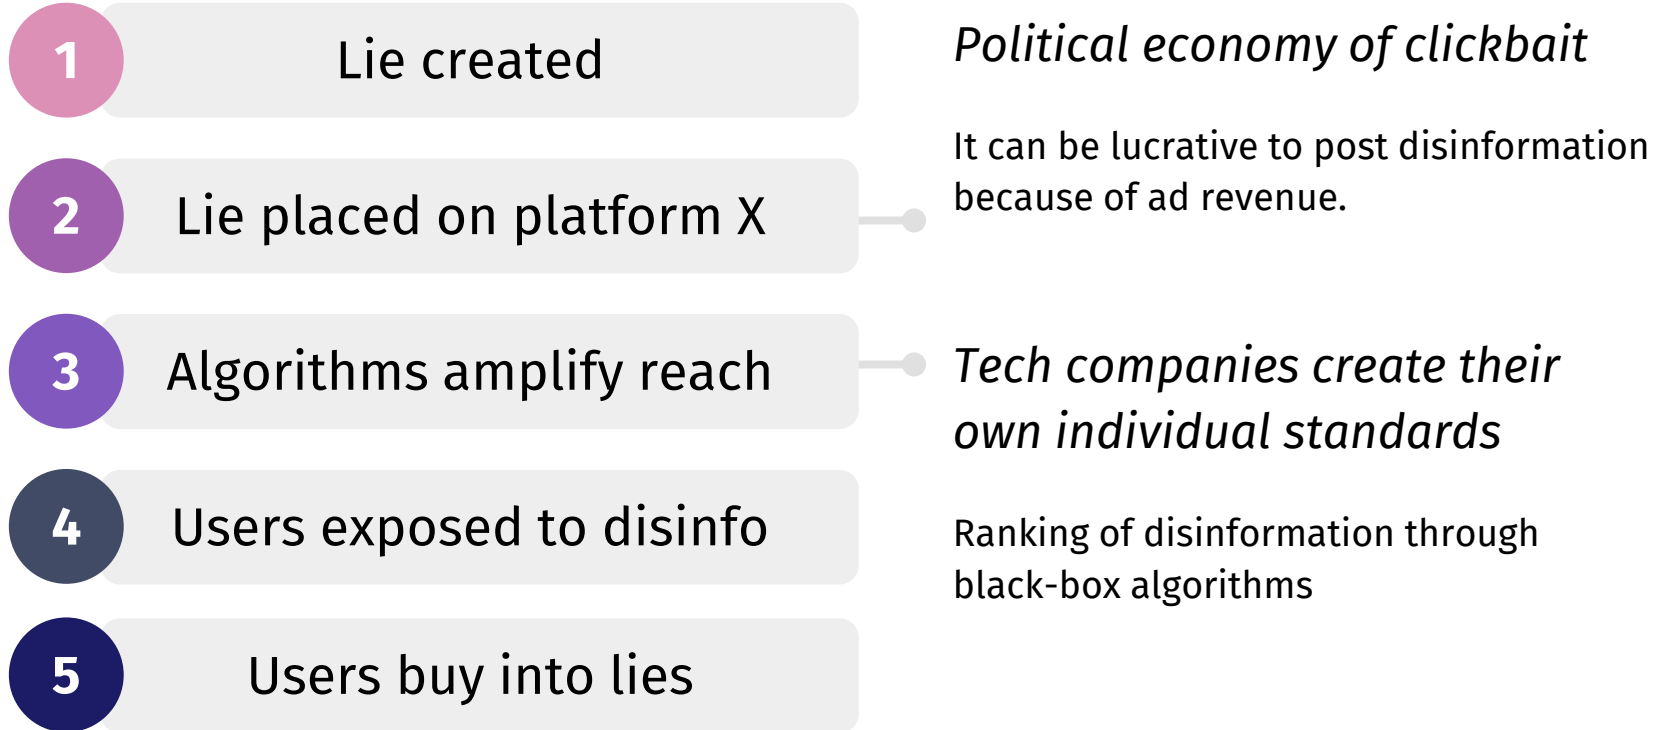 1
Lie created
2
Lie placed on platform X
3
Algorithms amplify reach
4
Users exposed to disinfo
5
Users buy into lies
Political economy of clickbait
It can be lucrative to post disinformation
because of ad revenue.
Tech companies create their
own individual standards
Ranking of disinformation through
black-box algorithms